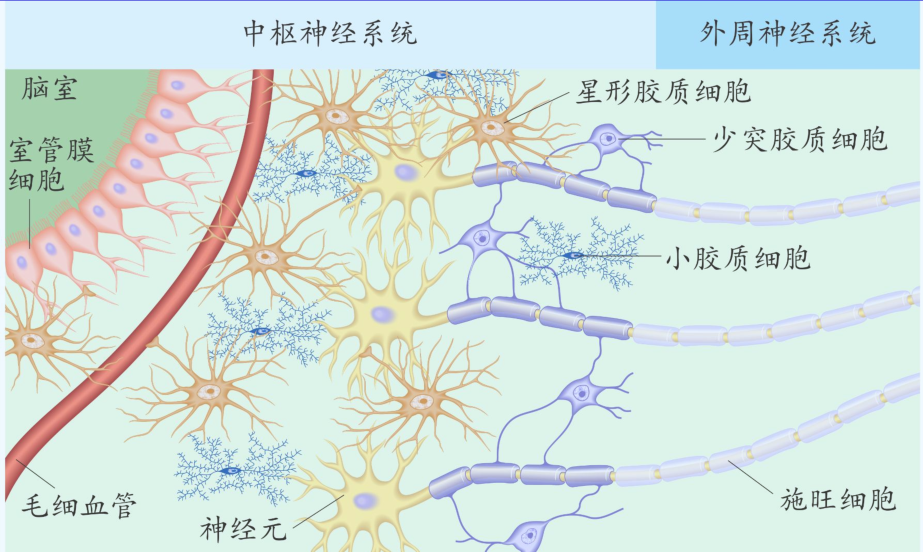 中枢神经系统
外周神经系统
脑室
星形胶质细胞
少突胶质细胞
室管膜
细胞
小胶质细胞
毛细血管
神经元
施旺细胞